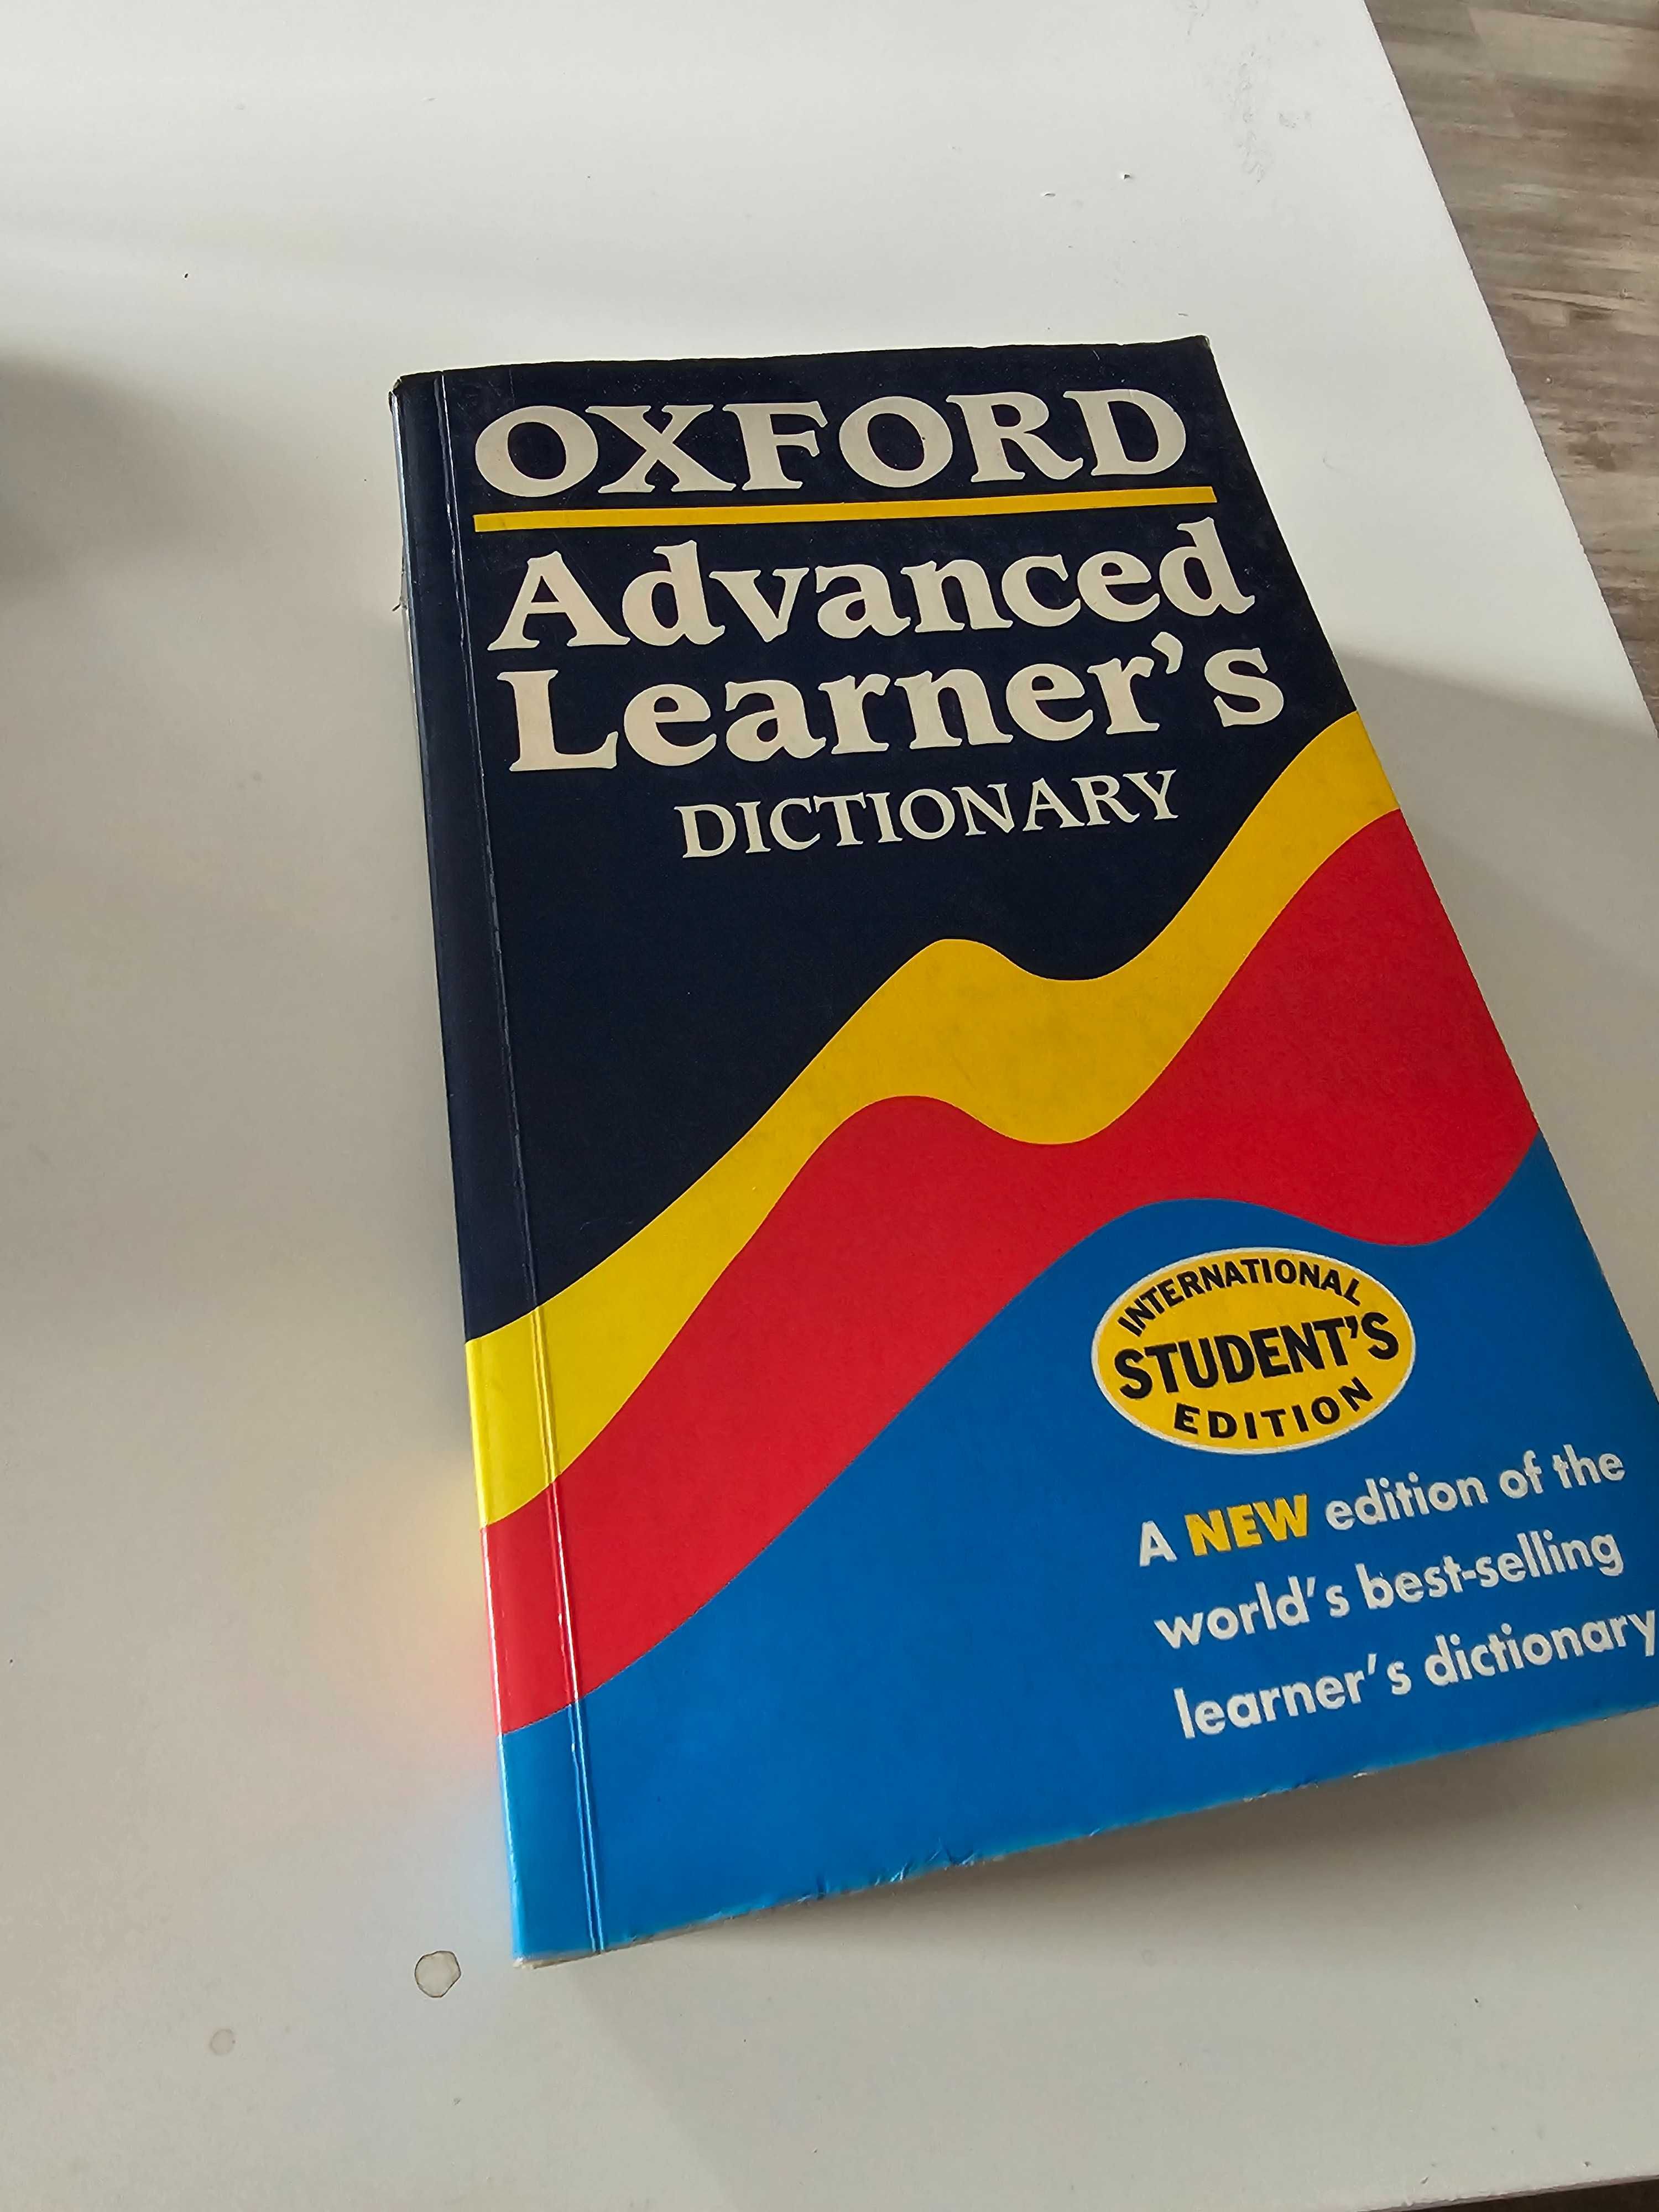 OXFORD
Advanced
Learner's
DICTIONARY
INTERNATIONAL
STUDENT'S
EDITION
A NEW edition of the
world's best-selling
learner's dictionary